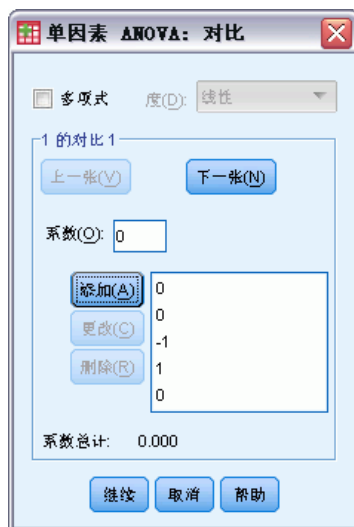 单因素 ANOVA: 对比
多项式 度(D): 线性
1 的对比 1
上一张(V) 下一张(N)
系数(O): 0
添加(A)
更改(C)
删除(R)
0
0
-1
1
0
系数总计: 0.000
继续 取消 帮助